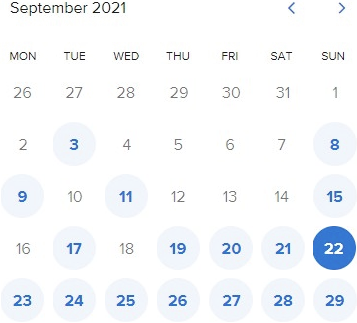 September 2021
MON TUE WED THU FRI SAT SUN
26 27 28 29 30 31 1
2 3 4 5 6 7 8
9 10 11 12 13 14 15
16 17 18 19 20 21 22
23 24 25 26 27 28 29